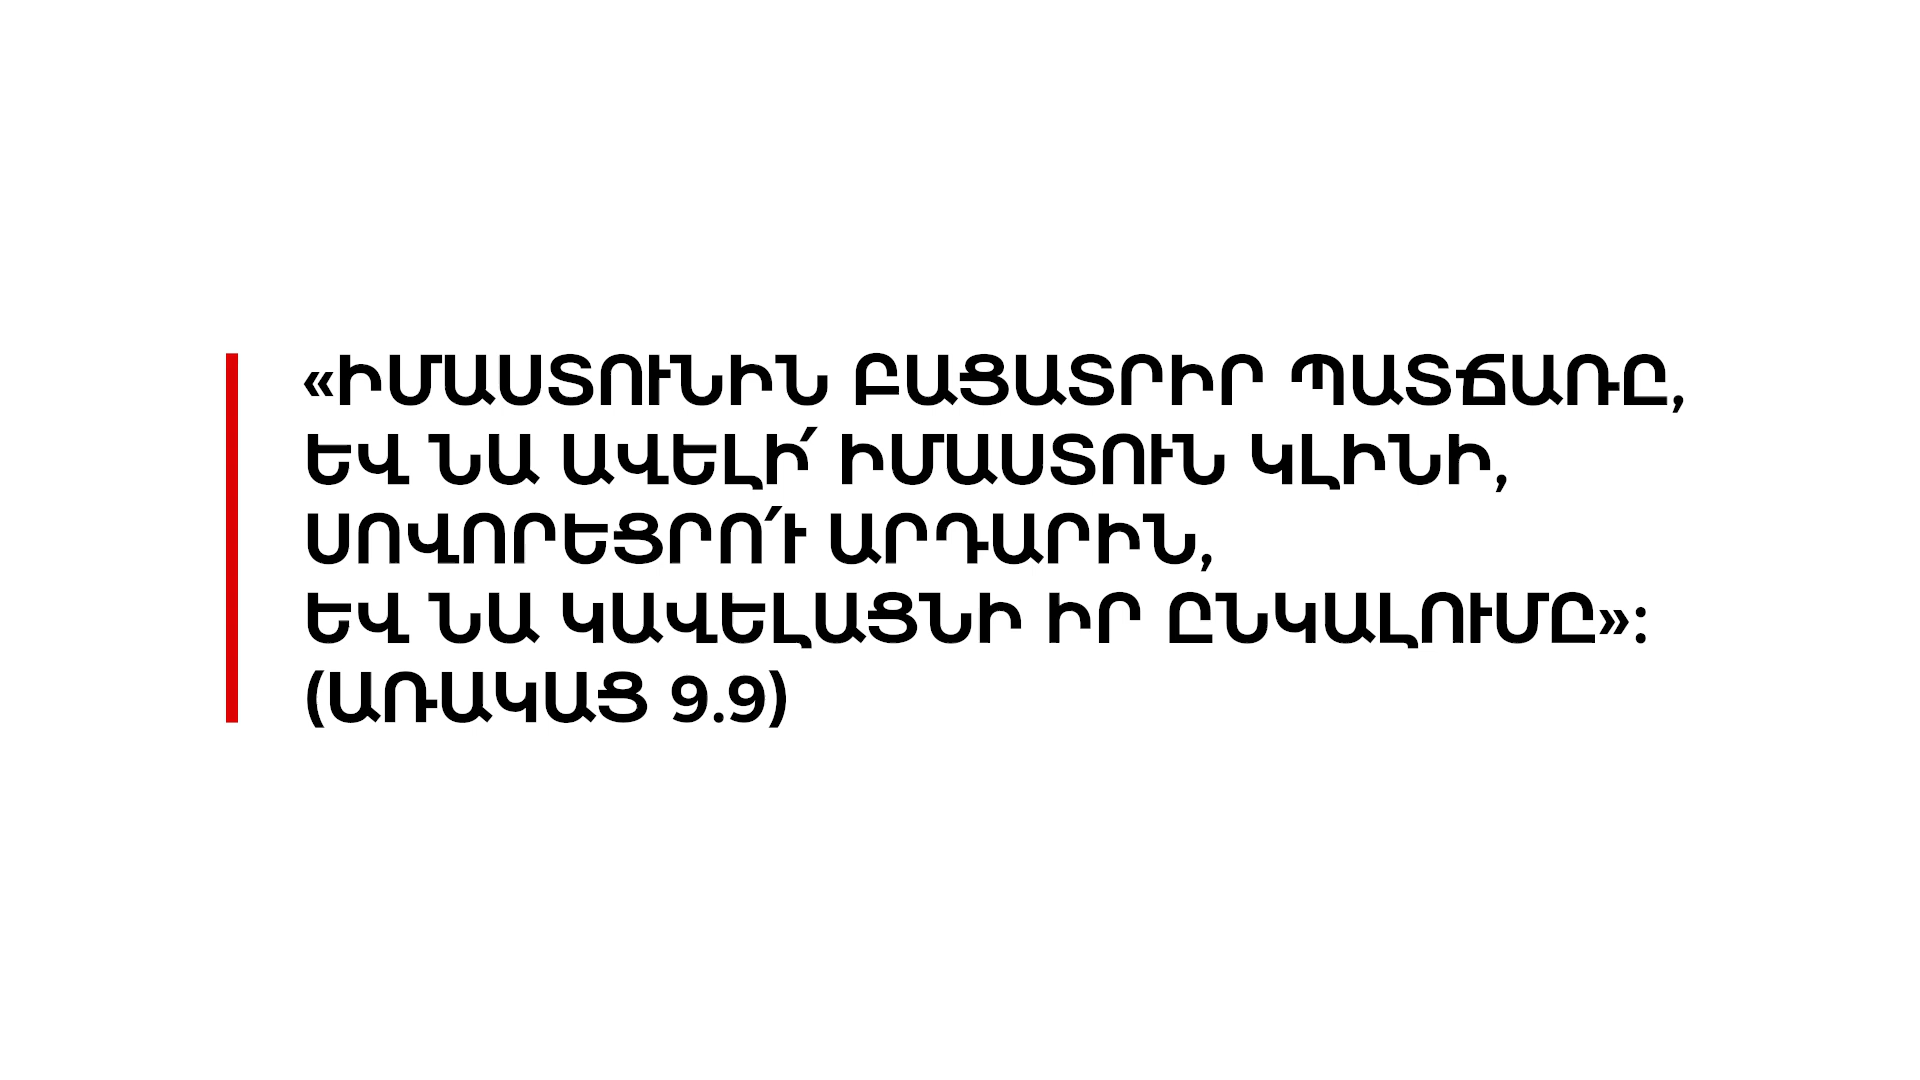 «ԻՄԱՍՏՈՒՆԻՆ ԲԱՑԱՏՐԻՐ ՊԱՏՃԱՌԸ,
ԵՎ ՆԱ ԱՎԵԼԻ՛ ԻՄԱՍՏՈՒՆ ԿԼԻՆԻ,
ՍՈՎՈՐԵՑՐՈ՛Ւ ԱՐԴԱՐԻՆ,
ԵՎ ՆԱ ԿԱՎԵԼԱՑՆԻ ԻՐ ԸՆԿԱԼՈՒՄԸ»:
(ԱՌԱԿԱՑ 9.9)